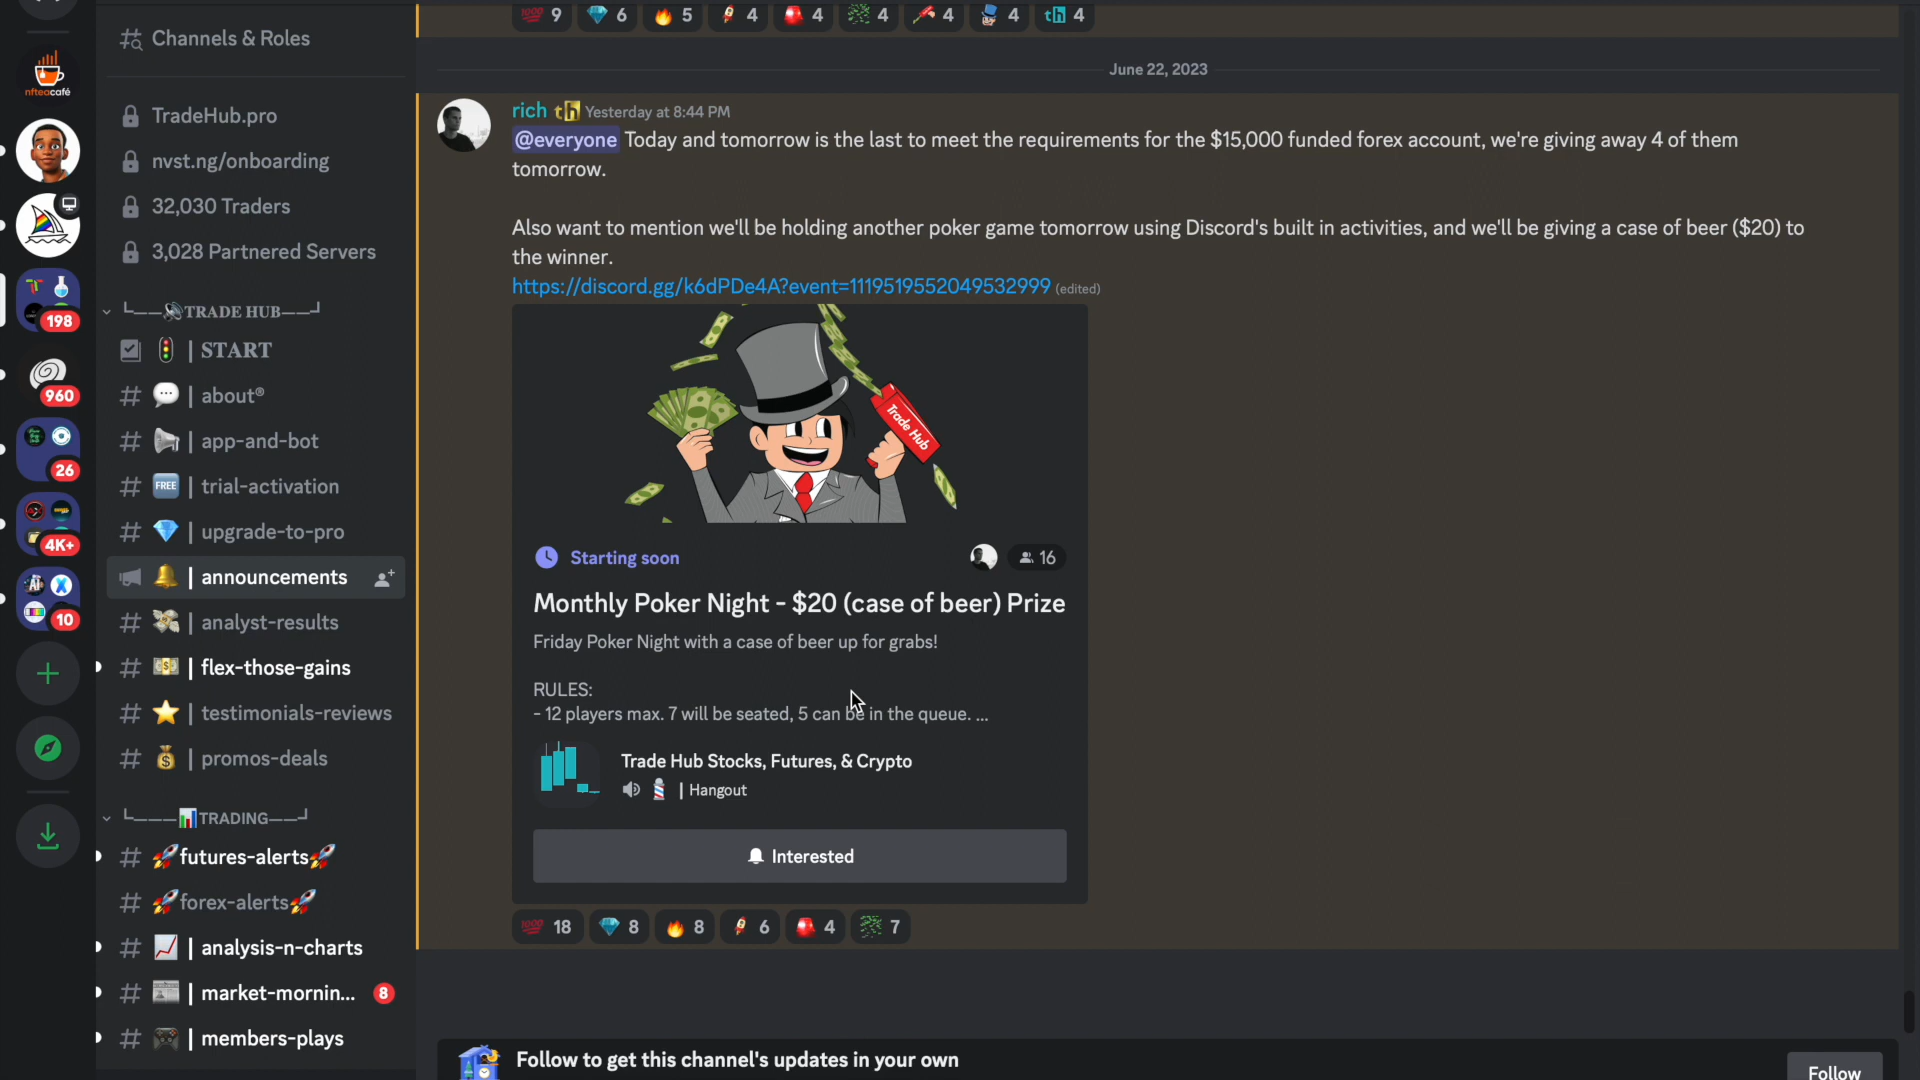 nfteacafé
198
960
26
4K+
AI
10
Channels & Roles
TradeHub.pro
nvst.ng/onboarding
32,030 Traders
3,028 Partnered Servers
TRADE HUB
| START
FREE
# | about®
# | app-and-bot
# | trial-activation
# | upgrade-to-pro
| announcements
# | analyst-results
# | flex-those-gains
# | testimonials-reviews
# | promos-deals
TRADING
# futures-alerts
# forex-alerts
# | analysis-n-charts
# | market-mornin... 8
# | members-plays
9 6 5 4 4 4 4 4 th 4
June 22, 2023
rich th Yesterday at 8:44 PM
@everyone Today and tomorrow is the last to meet the requirements for the $15,000 funded forex account, we're giving away 4 of them
tomorrow.
Also want to mention we'll be holding another poker game tomorrow using Discord's built in activities, and we'll be giving a case of beer ($20) to
the winner.
https://discord.gg/k6dPDe4A?event=1119519552049532999 (edited)
Trade Hub
Starting soon 16
Monthly Poker Night - $20 (case of beer) Prize
Friday Poker Night with a case of beer up for grabs!
RULES:
- 12 players max. 7 will be seated, 5 can be in the queue. ...
Trade Hub Stocks, Futures, & Crypto
| Hangout
Interested
18 8 8 6 4 7
Follow to get this channel's updates in your own
Follow